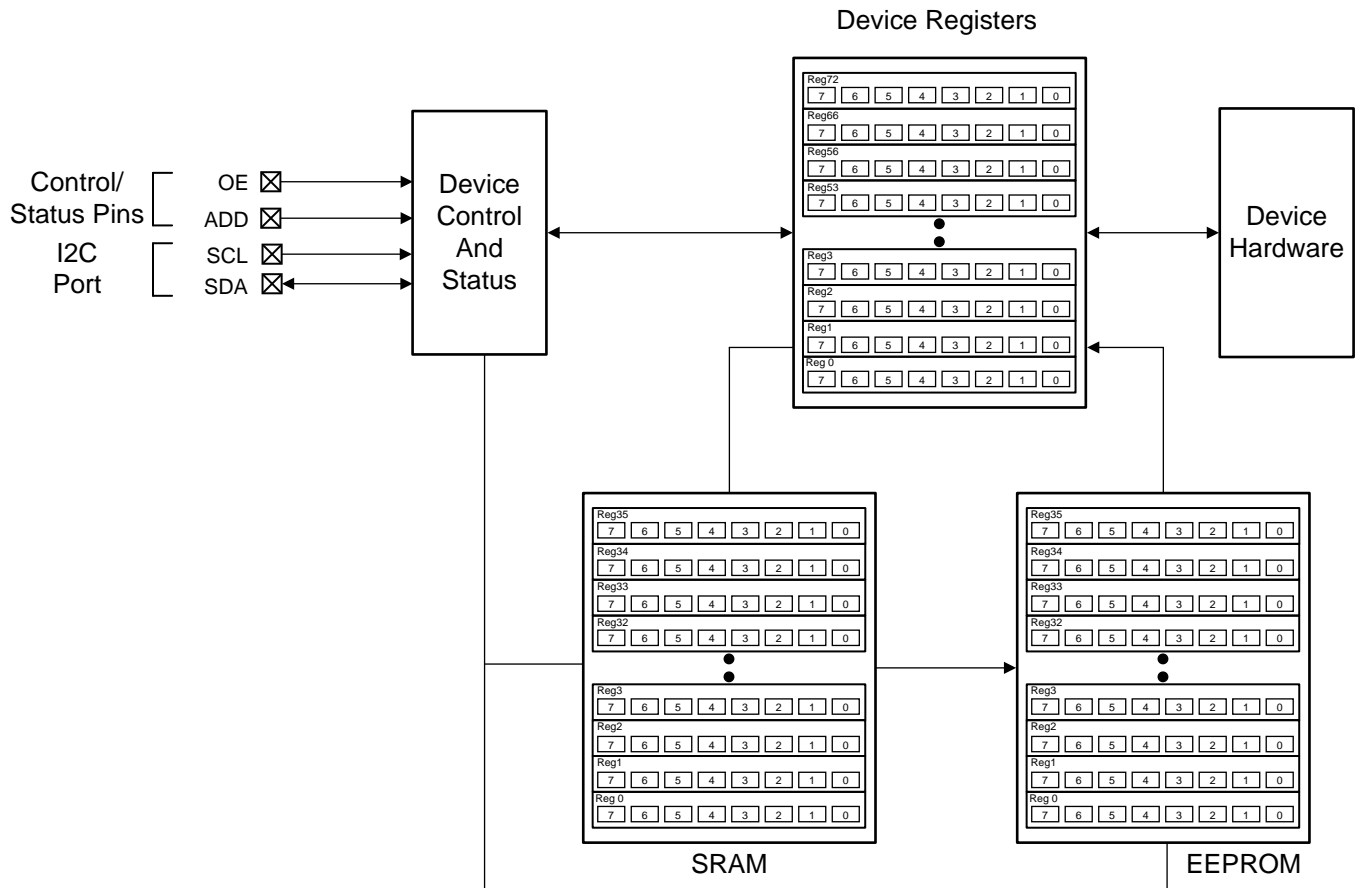 Device Registers
Control/
Status Pins
I2C
Port
OE
ADD
SCL
SDA
Device
Control
And
Status
Reg72
7 6 5 4 3 2 1 0
Reg66
7 6 5 4 3 2 1 0
Reg56
7 6 5 4 3 2 1 0
Reg53
7 6 5 4 3 2 1 0
Reg3
7 6 5 4 3 2 1 0
Reg2
7 6 5 4 3 2 1 0
Reg1
7 6 5 4 3 2 1 0
Reg 0
7 6 5 4 3 2 1 0
Device
Hardware
Reg35
7 6 5 4 3 2 1 0
Reg34
7 6 5 4 3 2 1 0
Reg33
7 6 5 4 3 2 1 0
Reg32
7 6 5 4 3 2 1 0
Reg3
7 6 5 4 3 2 1 0
Reg2
7 6 5 4 3 2 1 0
Reg1
7 6 5 4 3 2 1 0
Reg 0
7 6 5 4 3 2 1 0
SRAM
Reg35
7 6 5 4 3 2 1 0
Reg34
7 6 5 4 3 2 1 0
Reg33
7 6 5 4 3 2 1 0
Reg32
7 6 5 4 3 2 1 0
Reg3
7 6 5 4 3 2 1 0
Reg2
7 6 5 4 3 2 1 0
Reg1
7 6 5 4 3 2 1 0
Reg 0
7 6 5 4 3 2 1 0
EEPROM